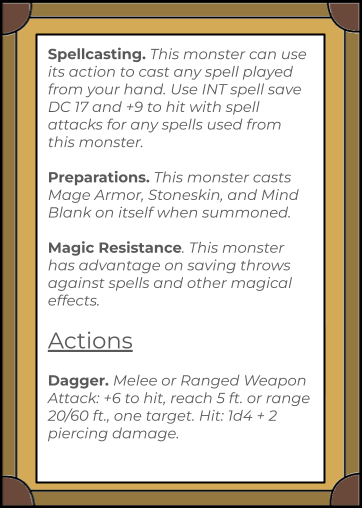 Spellcasting. This monster can use
its action to cast any spell played
from your hand. Use INT spell save
DC 17 and +9 to hit with spell
attacks for any spells used from
this monster.
Preparations. This monster casts
Mage Armor, Stoneskin, and Mind
Blank on itself when summoned.
Magic Resistance. This monster
has advantage on saving throws
against spells and other magical
effects.
Actions
Dagger. Melee or Ranged Weapon
Attack: +6 to hit, reach 5 ft. or range
20/60 ft., one target. Hit: 1d4 + 2
piercing damage.